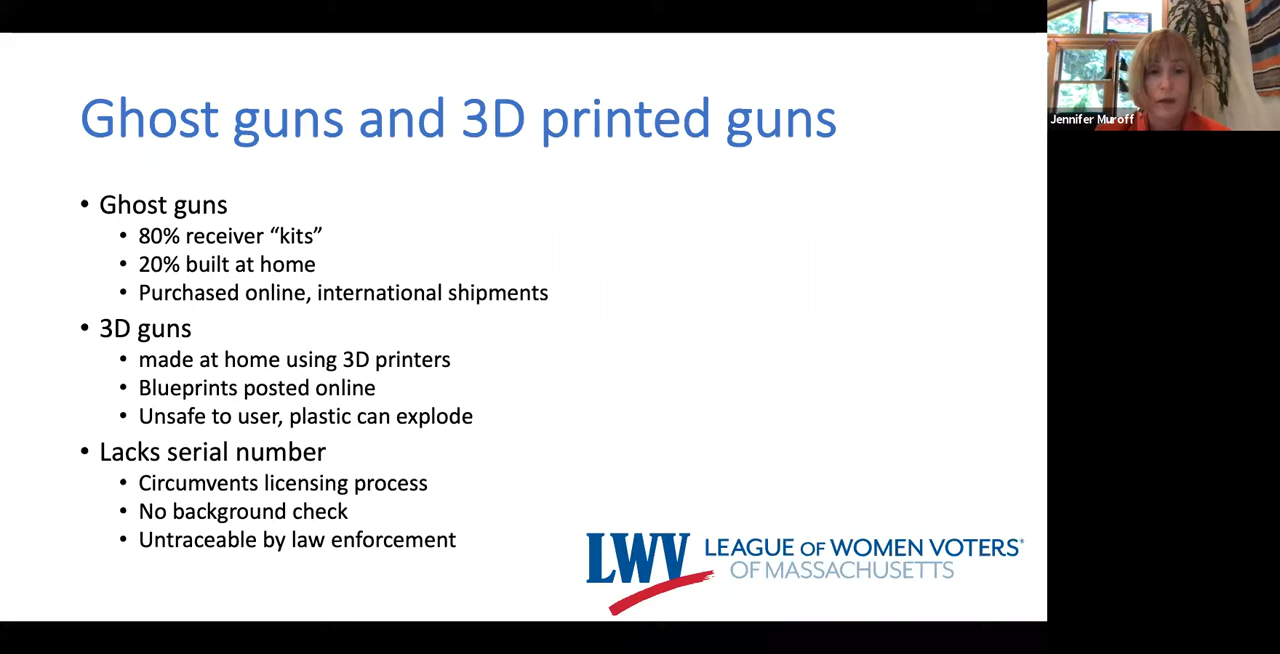 Ghost guns and 3D printed guns
• Ghost guns
• 80% receiver “kits”
• 20% built at home
• Purchased online, international shipments
• 3D guns
• made at home using 3D printers
• Blueprints posted online
• Unsafe to user, plastic can explode
• Lacks serial number
• Circumvents licensing process
• No background check
• Untraceable by law enforcement
LWV
LEAGUE OF WOMEN VOTERS®
OF MASSACHUSETTS
Jennifer Muroff